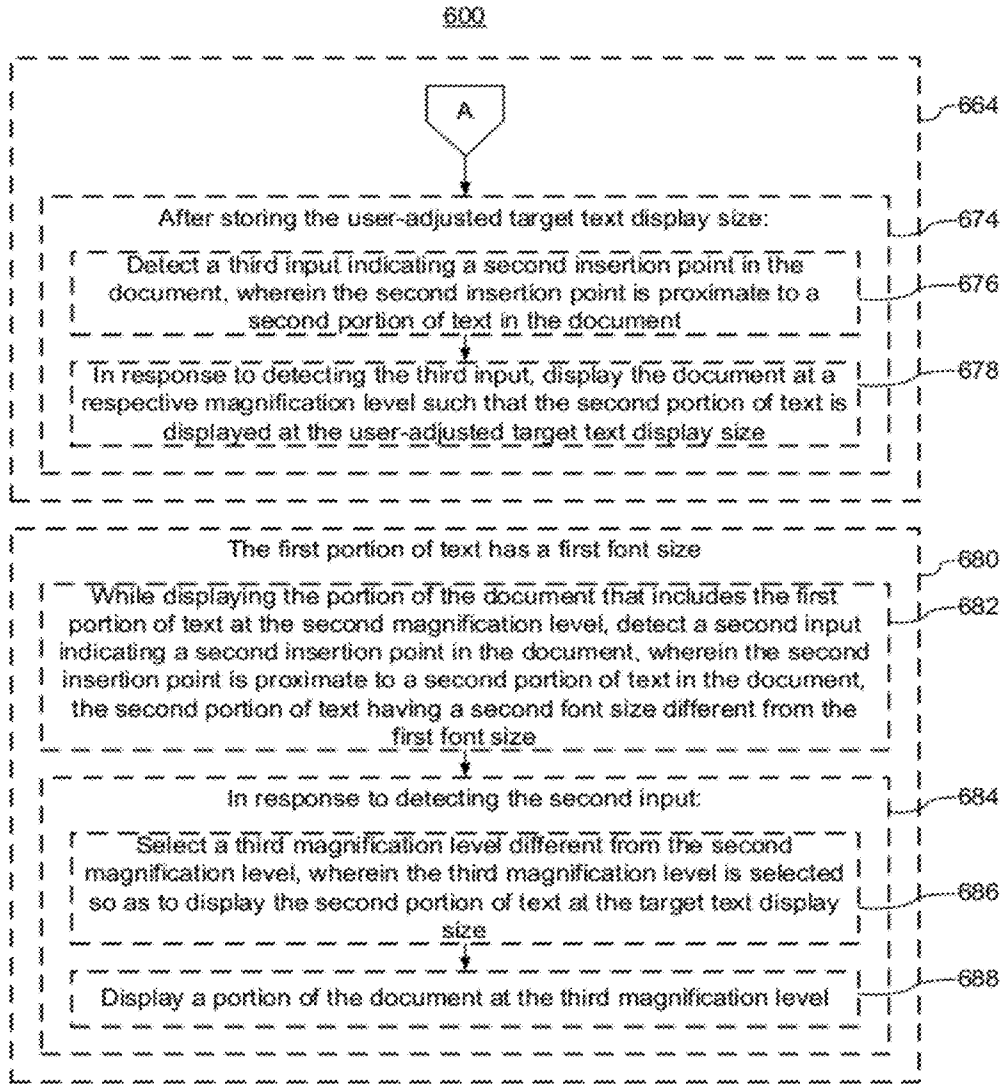 600
A
664
After storing the user-adjusted target text display size:
674
Detect a third input indicating a second insertion point in the
document, wherein the second insertion point is proximate to a
second portion of text in the document
676
In response to detecting the third input, display the document at a
respective magnification level such that the second portion of text is
displayed at the user-adjusted target text display size
678
The first portion of text has a first font size
680
While displaying the portion of the document that includes the first
portion of text at the second magnification level, detect a second input
indicating a second insertion point in the document, wherein the second
insertion point is proximate to a second portion of text in the document,
the second portion of text having a second font size different from the
first font size
682
In response to detecting the second input:
684
Select a third magnification level different from the second
magnification level, wherein the third magnification level is selected
so as to display the second portion of text at the target text display
size
686
Display a portion of the document at the third magnification level
688